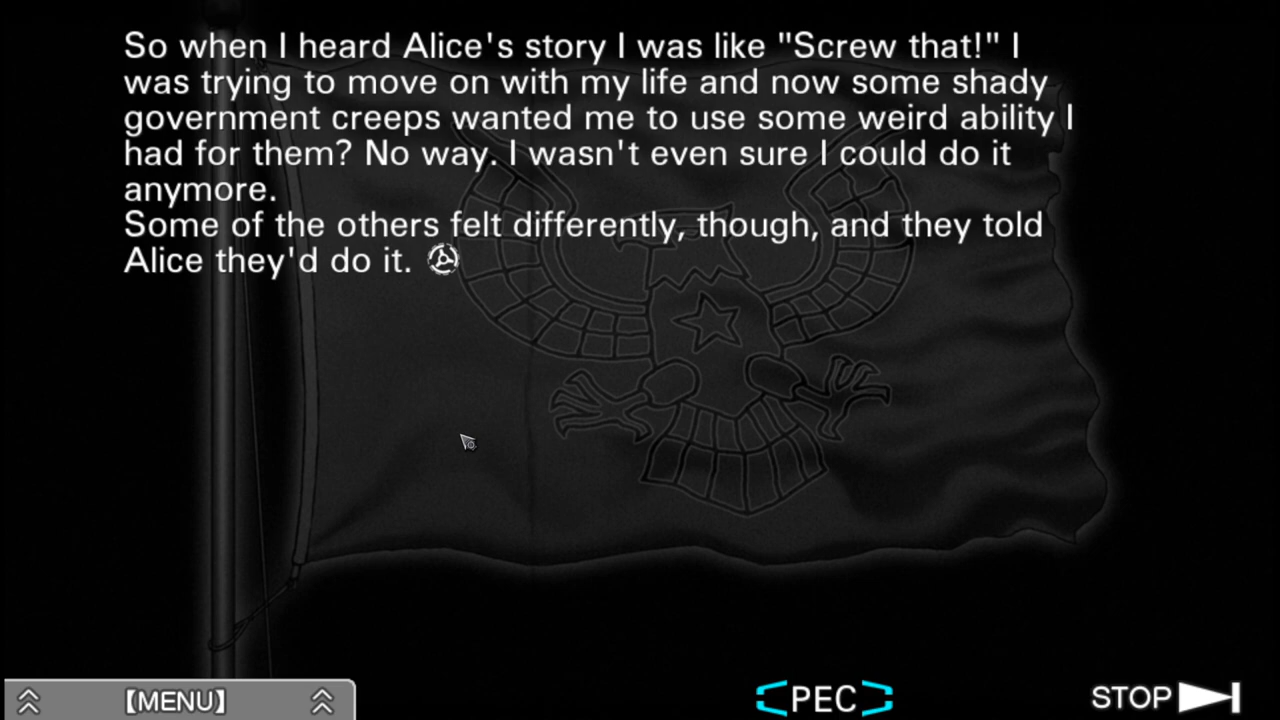 So when I heard Alice's story I was like "Screw that!" I
was trying to move on with my life and now some shady
government creeps wanted me to use some weird ability I
had for them? No way. I wasn't even sure I could do it
anymore.
Some of the others felt differently, though, and they told
Alice they'd do it.
【MENU】
PEC
STOP